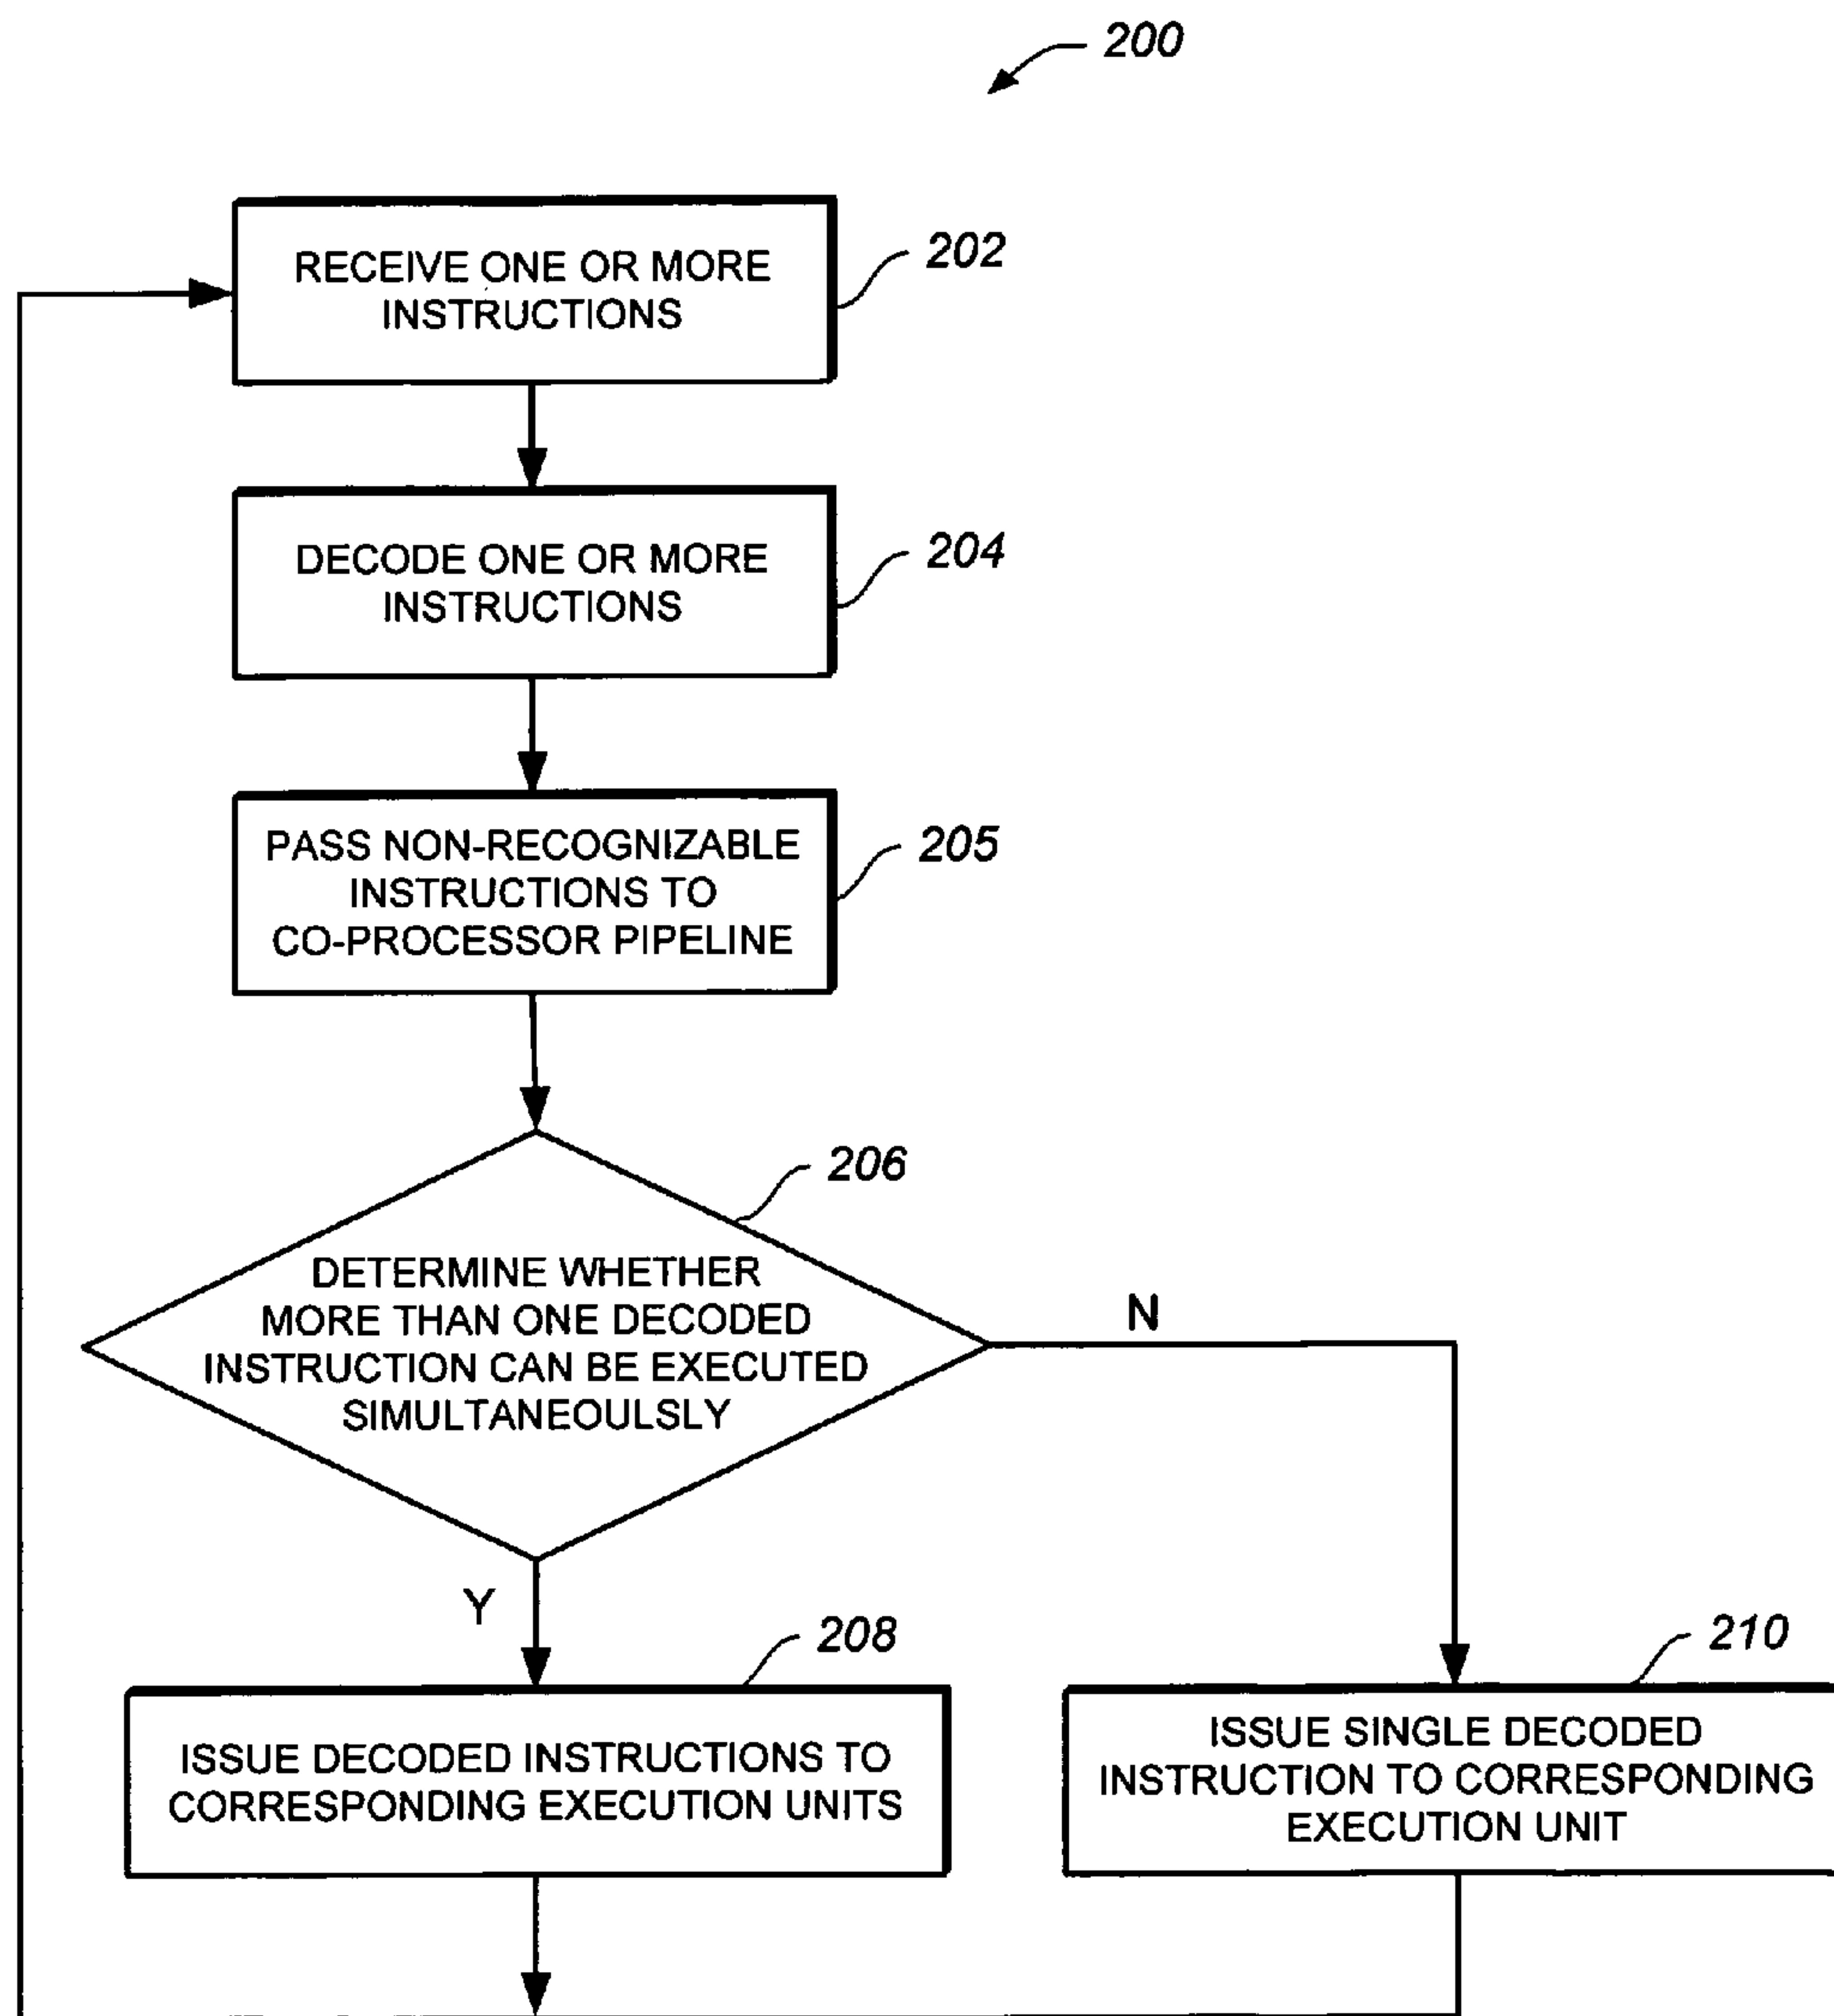 200
RECEIVE ONE OR MORE
INSTRUCTIONS
202
DECODE ONE OR MORE
INSTRUCTIONS
204
PASS NON-RECOGNIZABLE
INSTRUCTIONS TO
CO-PROCESSOR PIPELINE
205
206
DETERMINE WHETHER
MORE THAN ONE DECODED
INSTRUCTION CAN BE EXECUTED
SIMULTANEOULSLY
N
Y
208
ISSUE DECODED INSTRUCTIONS TO
CORRESPONDING EXECUTION UNITS
210
ISSUE SINGLE DECODED
INSTRUCTION TO CORRESPONDING
EXECUTION UNIT